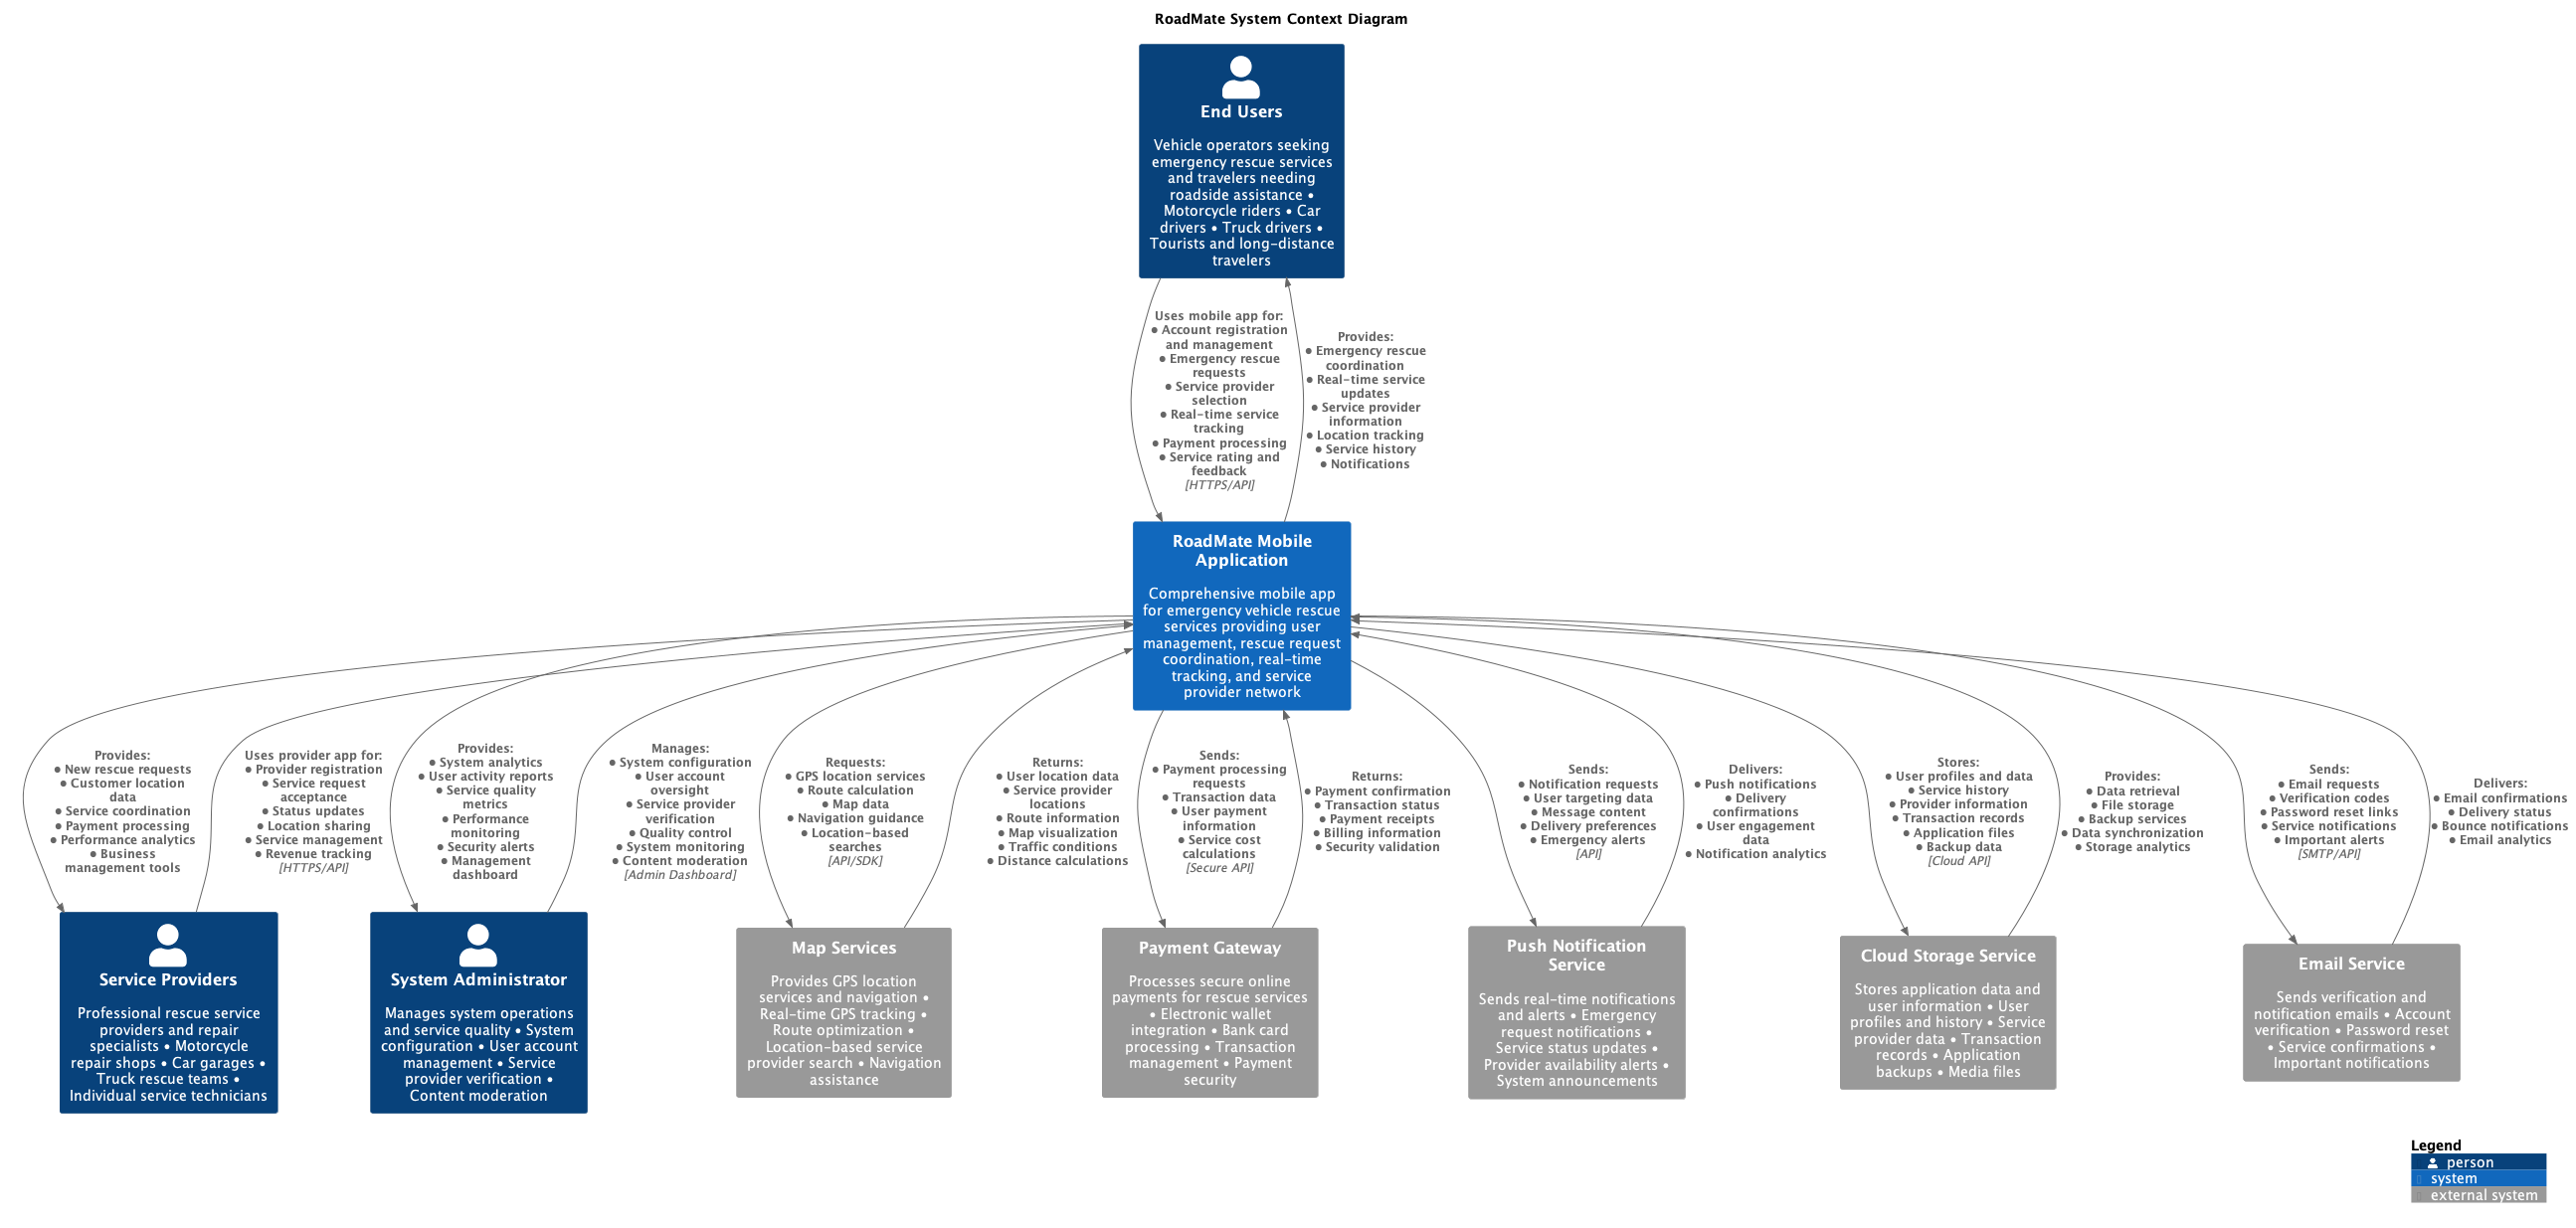 RoadMate System Context Diagram
End Users
Vehicle operators seeking
emergency rescue services
and travelers needing
roadside assistance •
Motorcycle riders • Car
drivers • Truck drivers •
Tourists and long-distance
travelers
Uses mobile app for:
● Account registration
and management
● Emergency rescue
requests
● Service provider
selection
● Real-time service
tracking
● Payment processing
● Service rating and
feedback
[HTTPS/API]
Provides:
● Emergency rescue
coordination
● Real-time service
updates
● Service provider
information
● Location tracking
● Service history
● Notifications
RoadMate Mobile
Application
Comprehensive mobile app
for emergency vehicle rescue
services providing user
management, rescue request
coordination, real-time
tracking, and service
provider network
Provides:
● New rescue requests
● Customer location
data
● Service coordination
● Payment processing
● Performance analytics
● Business
management tools
Uses provider app for:
● Provider registration
● Service request
acceptance
● Status updates
● Location sharing
● Service management
● Revenue tracking
[HTTPS/API]
Provides:
● System analytics
● User activity reports
● Service quality
metrics
● Performance
monitoring
● Security alerts
● Management
dashboard
Manages:
● System configuration
● User account
oversight
● Service provider
verification
● Quality control
● System monitoring
● Content moderation
[Admin Dashboard]
Requests:
● GPS location services
● Route calculation
● Map data
● Navigation guidance
● Location-based
searches
[API/SDK]
Returns:
● User location data
● Service provider
locations
● Route information
● Map visualization
● Traffic conditions
● Distance calculations
Sends:
● Payment processing
requests
● Transaction data
● User payment
information
● Service cost
calculations
[Secure API]
Returns:
● Payment confirmation
● Transaction status
● Payment receipts
● Billing information
● Security validation
Sends:
● Notification requests
● User targeting data
● Message content
● Delivery preferences
● Emergency alerts
[API]
Delivers:
● Push notifications
● Delivery
confirmations
● User engagement
data
● Notification analytics
Stores:
● User profiles and data
● Service history
● Provider information
● Transaction records
● Application files
● Backup data
[Cloud API]
Provides:
● Data retrieval
● File storage
● Backup services
● Data synchronization
● Storage analytics
Sends:
● Email requests
● Verification codes
● Password reset links
● Service notifications
● Important alerts
[SMTP/API]
Delivers:
● Email confirmations
● Delivery status
● Bounce notifications
● Email analytics
Service Providers
Professional rescue service
providers and repair
specialists • Motorcycle
repair shops • Car garages •
Truck rescue teams •
Individual service technicians
System Administrator
Manages system operations
and service quality • System
configuration • User account
management • Service
provider verification •
Content moderation
Map Services
Provides GPS location
services and navigation •
Real-time GPS tracking •
Route optimization •
Location-based service
provider search • Navigation
assistance
Payment Gateway
Processes secure online
payments for rescue services
• Electronic wallet
integration • Bank card
processing • Transaction
management • Payment
security
Push Notification
Service
Sends real-time notifications
and alerts • Emergency
request notifications •
Service status updates •
Provider availability alerts •
System announcements
Cloud Storage Service
Stores application data and
user information • User
profiles and history • Service
provider data • Transaction
records • Application
backups • Media files
Email Service
Sends verification and
notification emails • Account
verification • Password reset
• Service confirmations •
Important notifications
Legend
person
system
external system